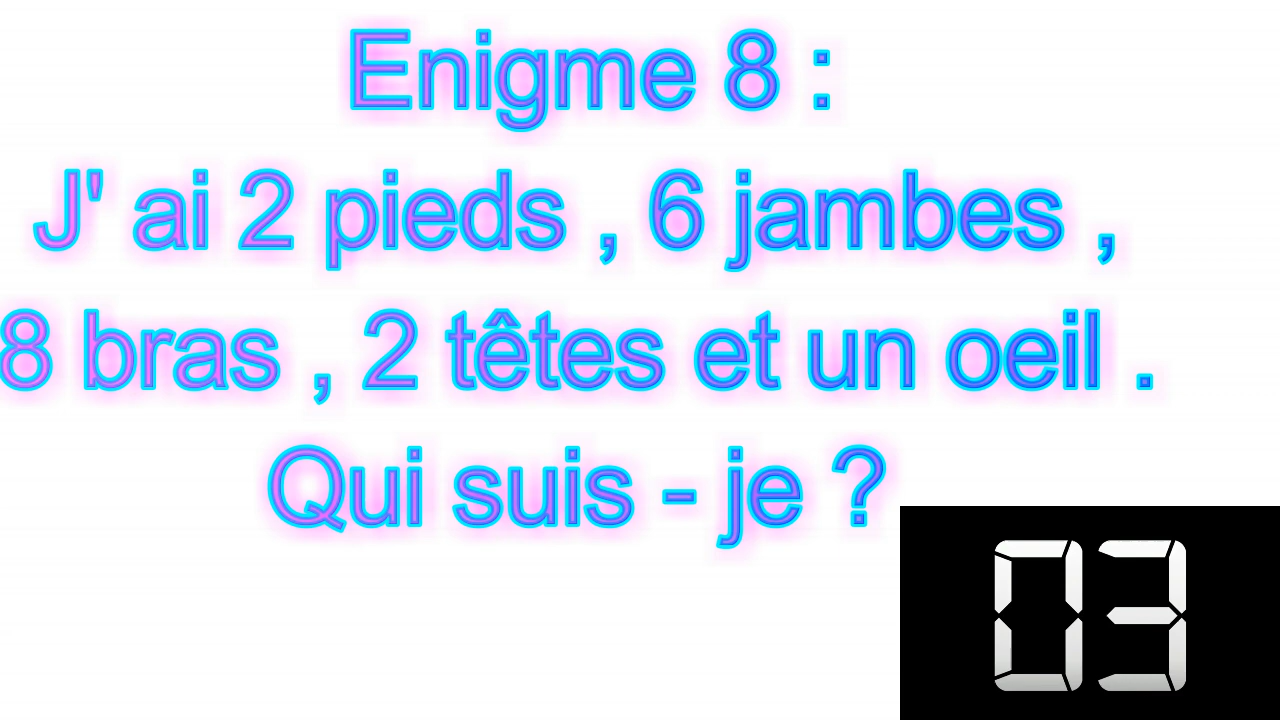 Enigme 8 :
J' ai 2 pieds , 6 jambes ,
8 bras , 2 têtes et un oeil .
Qui suis - je ?
03